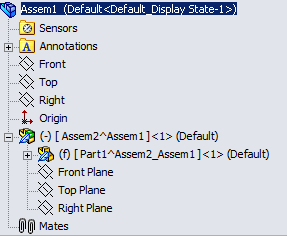 Assem1 (Default<Default_Display State-1>)
Sensors
Annotations
Front
Top
Right
Origin
(-) [ Assem2^Assem1 ]<1> (Default)
(f) [ Part1^Assem2_Assem1 ]<1> (Default)
Front Plane
Top Plane
Right Plane
Mates